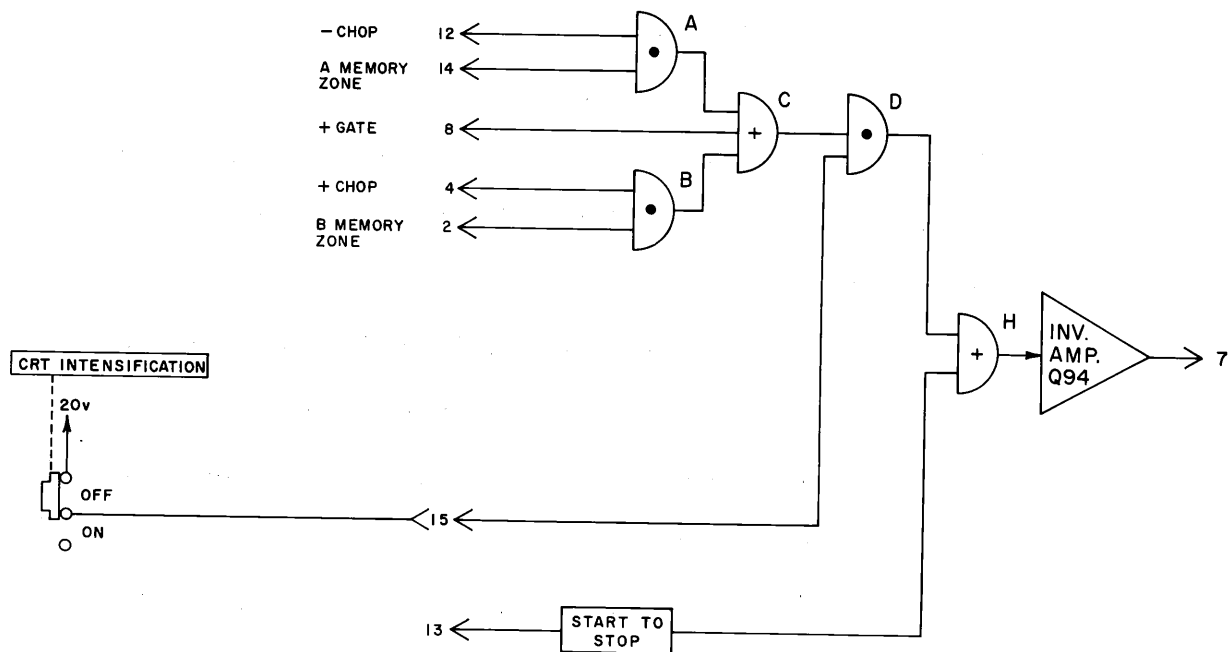 − CHOP 12
A MEMORY 14
ZONE
+ GATE 8
+ CHOP 4
B MEMORY 2
ZONE
A
•
B
•
C
+
D
•
H
+
INV.
AMP.
Q94
7
CRT INTENSIFICATION
20v
OFF
ON
15
13
START TO
STOP